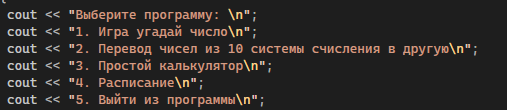 cout << "Выберите программу: \n";
cout << "1. Игра угадай число\n";
cout << "2. Перевод чисел из 10 системы счисления в другую\n";
cout << "3. Простой калькулятор\n";
cout << "4. Расписание\n";
cout << "5. Выйти из программы\n";